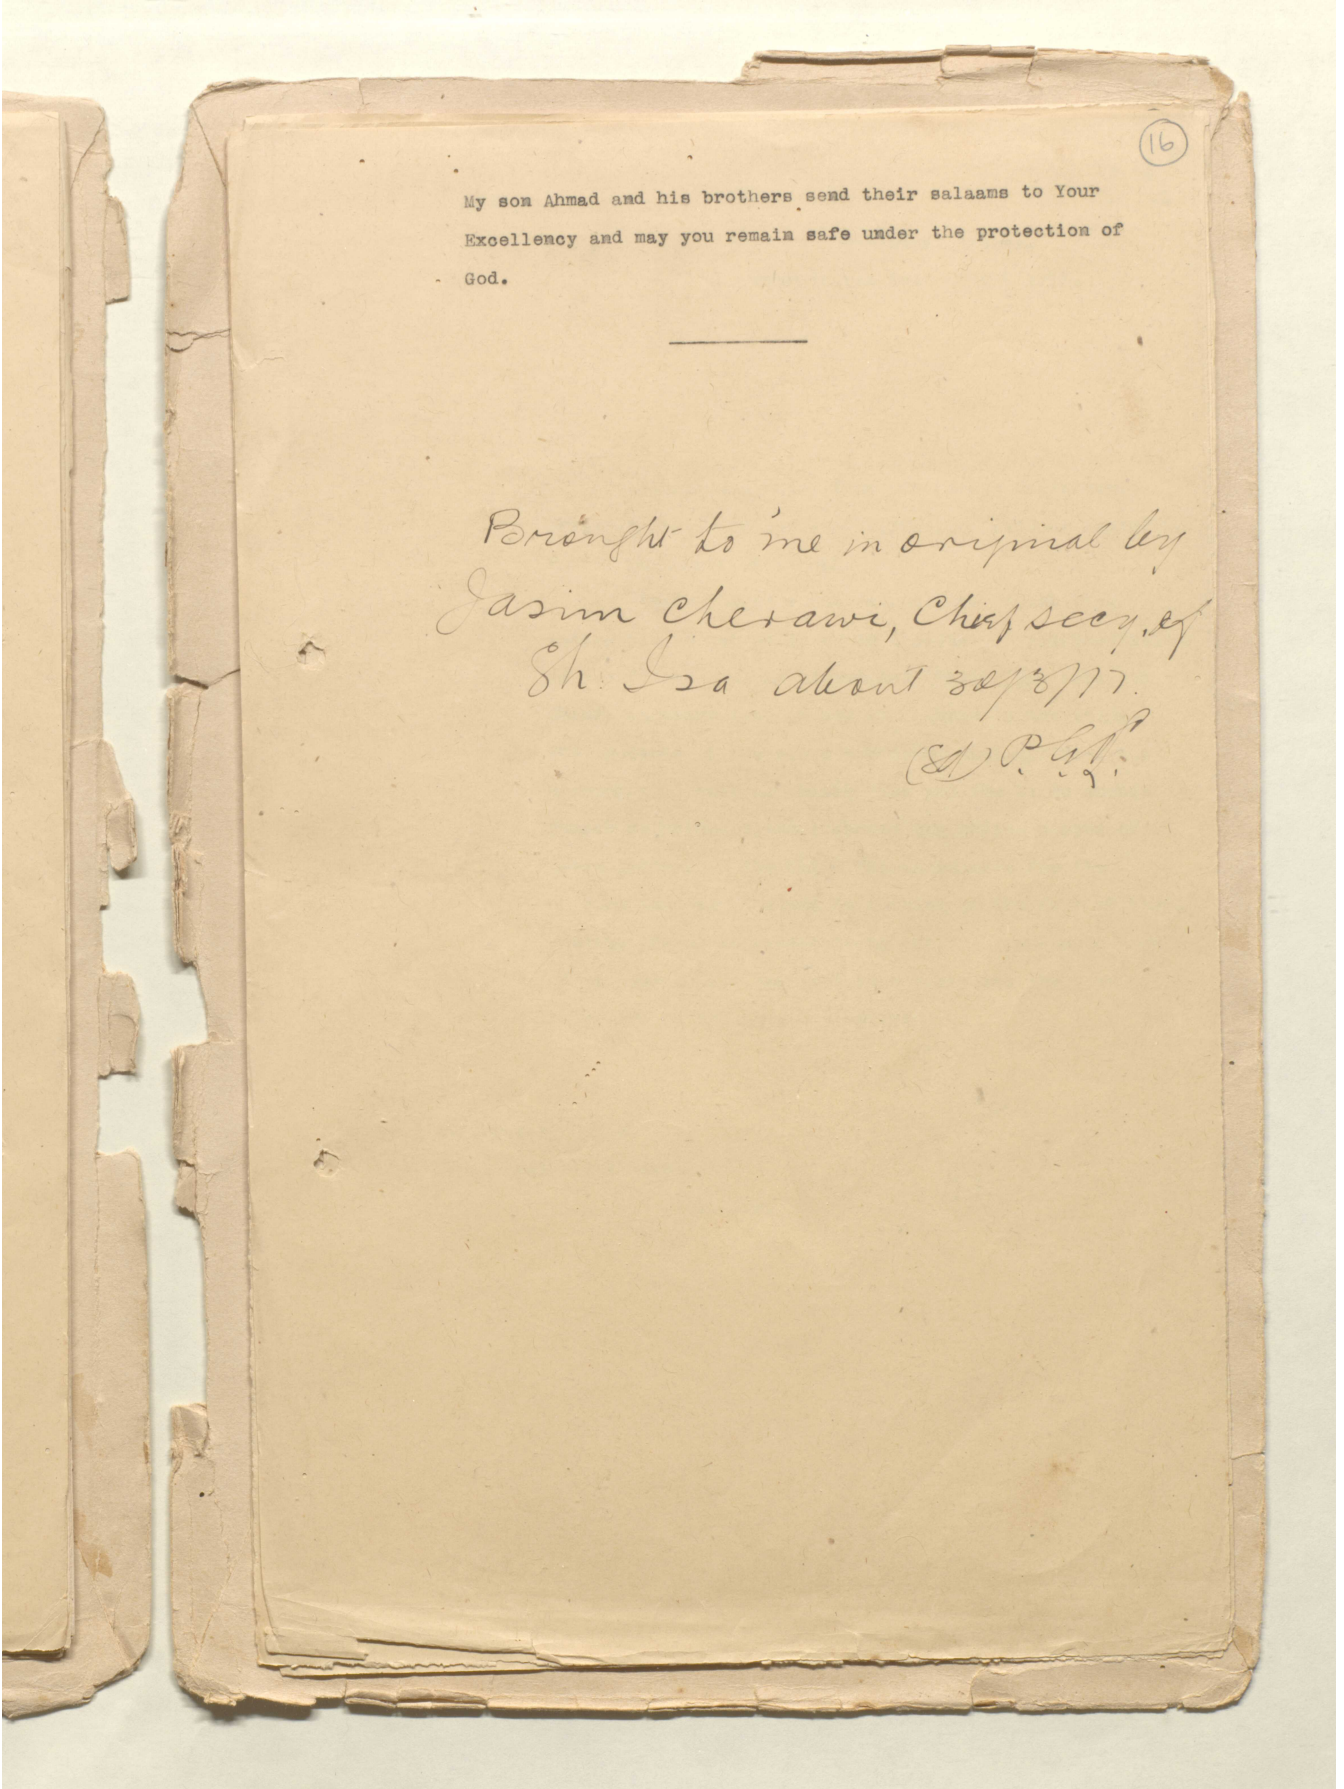 16
My son Ahmad and his brothers send their salaams to Your
Excellency and may you remain safe under the protection of
God.
Brought to me in original by
Jasim Cherawi, Chief secy. of
Sh. Isa about 30/3/17.
(Sd) P.